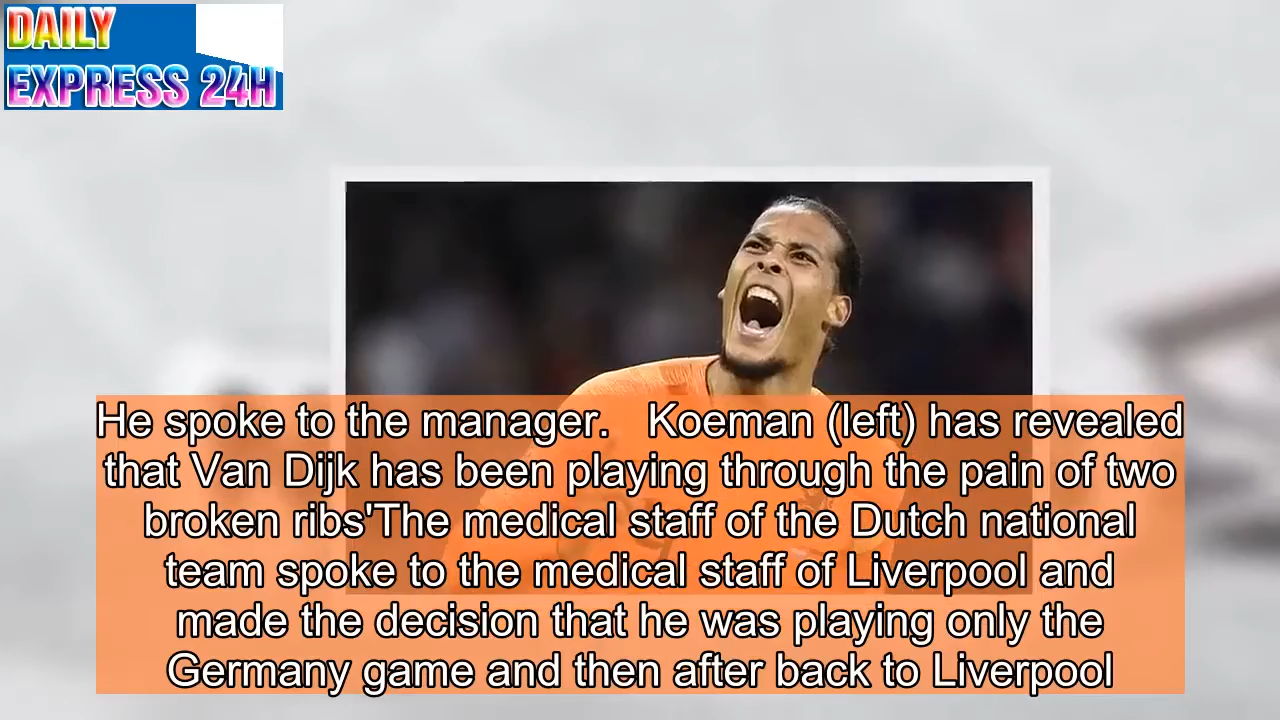 DAILY
EXPRESS 24H
He spoke to the manager.   Koeman (left) has revealed
that Van Dijk has been playing through the pain of two
broken ribs'The medical staff of the Dutch national
team spoke to the medical staff of Liverpool and
made the decision that he was playing only the
Germany game and then after back to Liverpool